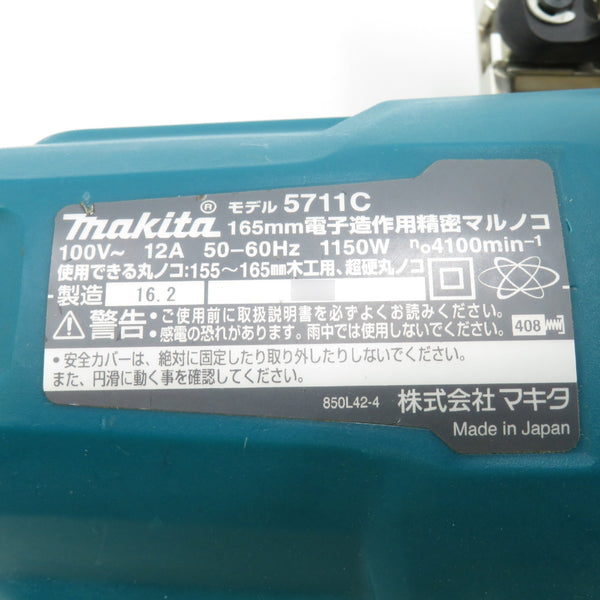 makita® モデル 5711C
165mm電子造作用精密マルノコ
100V~ 12A 50-60Hz 1150W n₀4100min⁻¹
使用できる丸ノコ:155~165mm木工用、超硬丸ノコ
製造 16.2
⚠警告 •ご使用前に取扱説明書を必ずよくお読みください。
•感電の恐れがあります。雨中では使用しないでください。
408
•安全カバーは、絶対に固定したり取り外したりしないでください。
また、円滑に動く事を確認してください。
850L42-4 株式会社 マキタ
Made in Japan